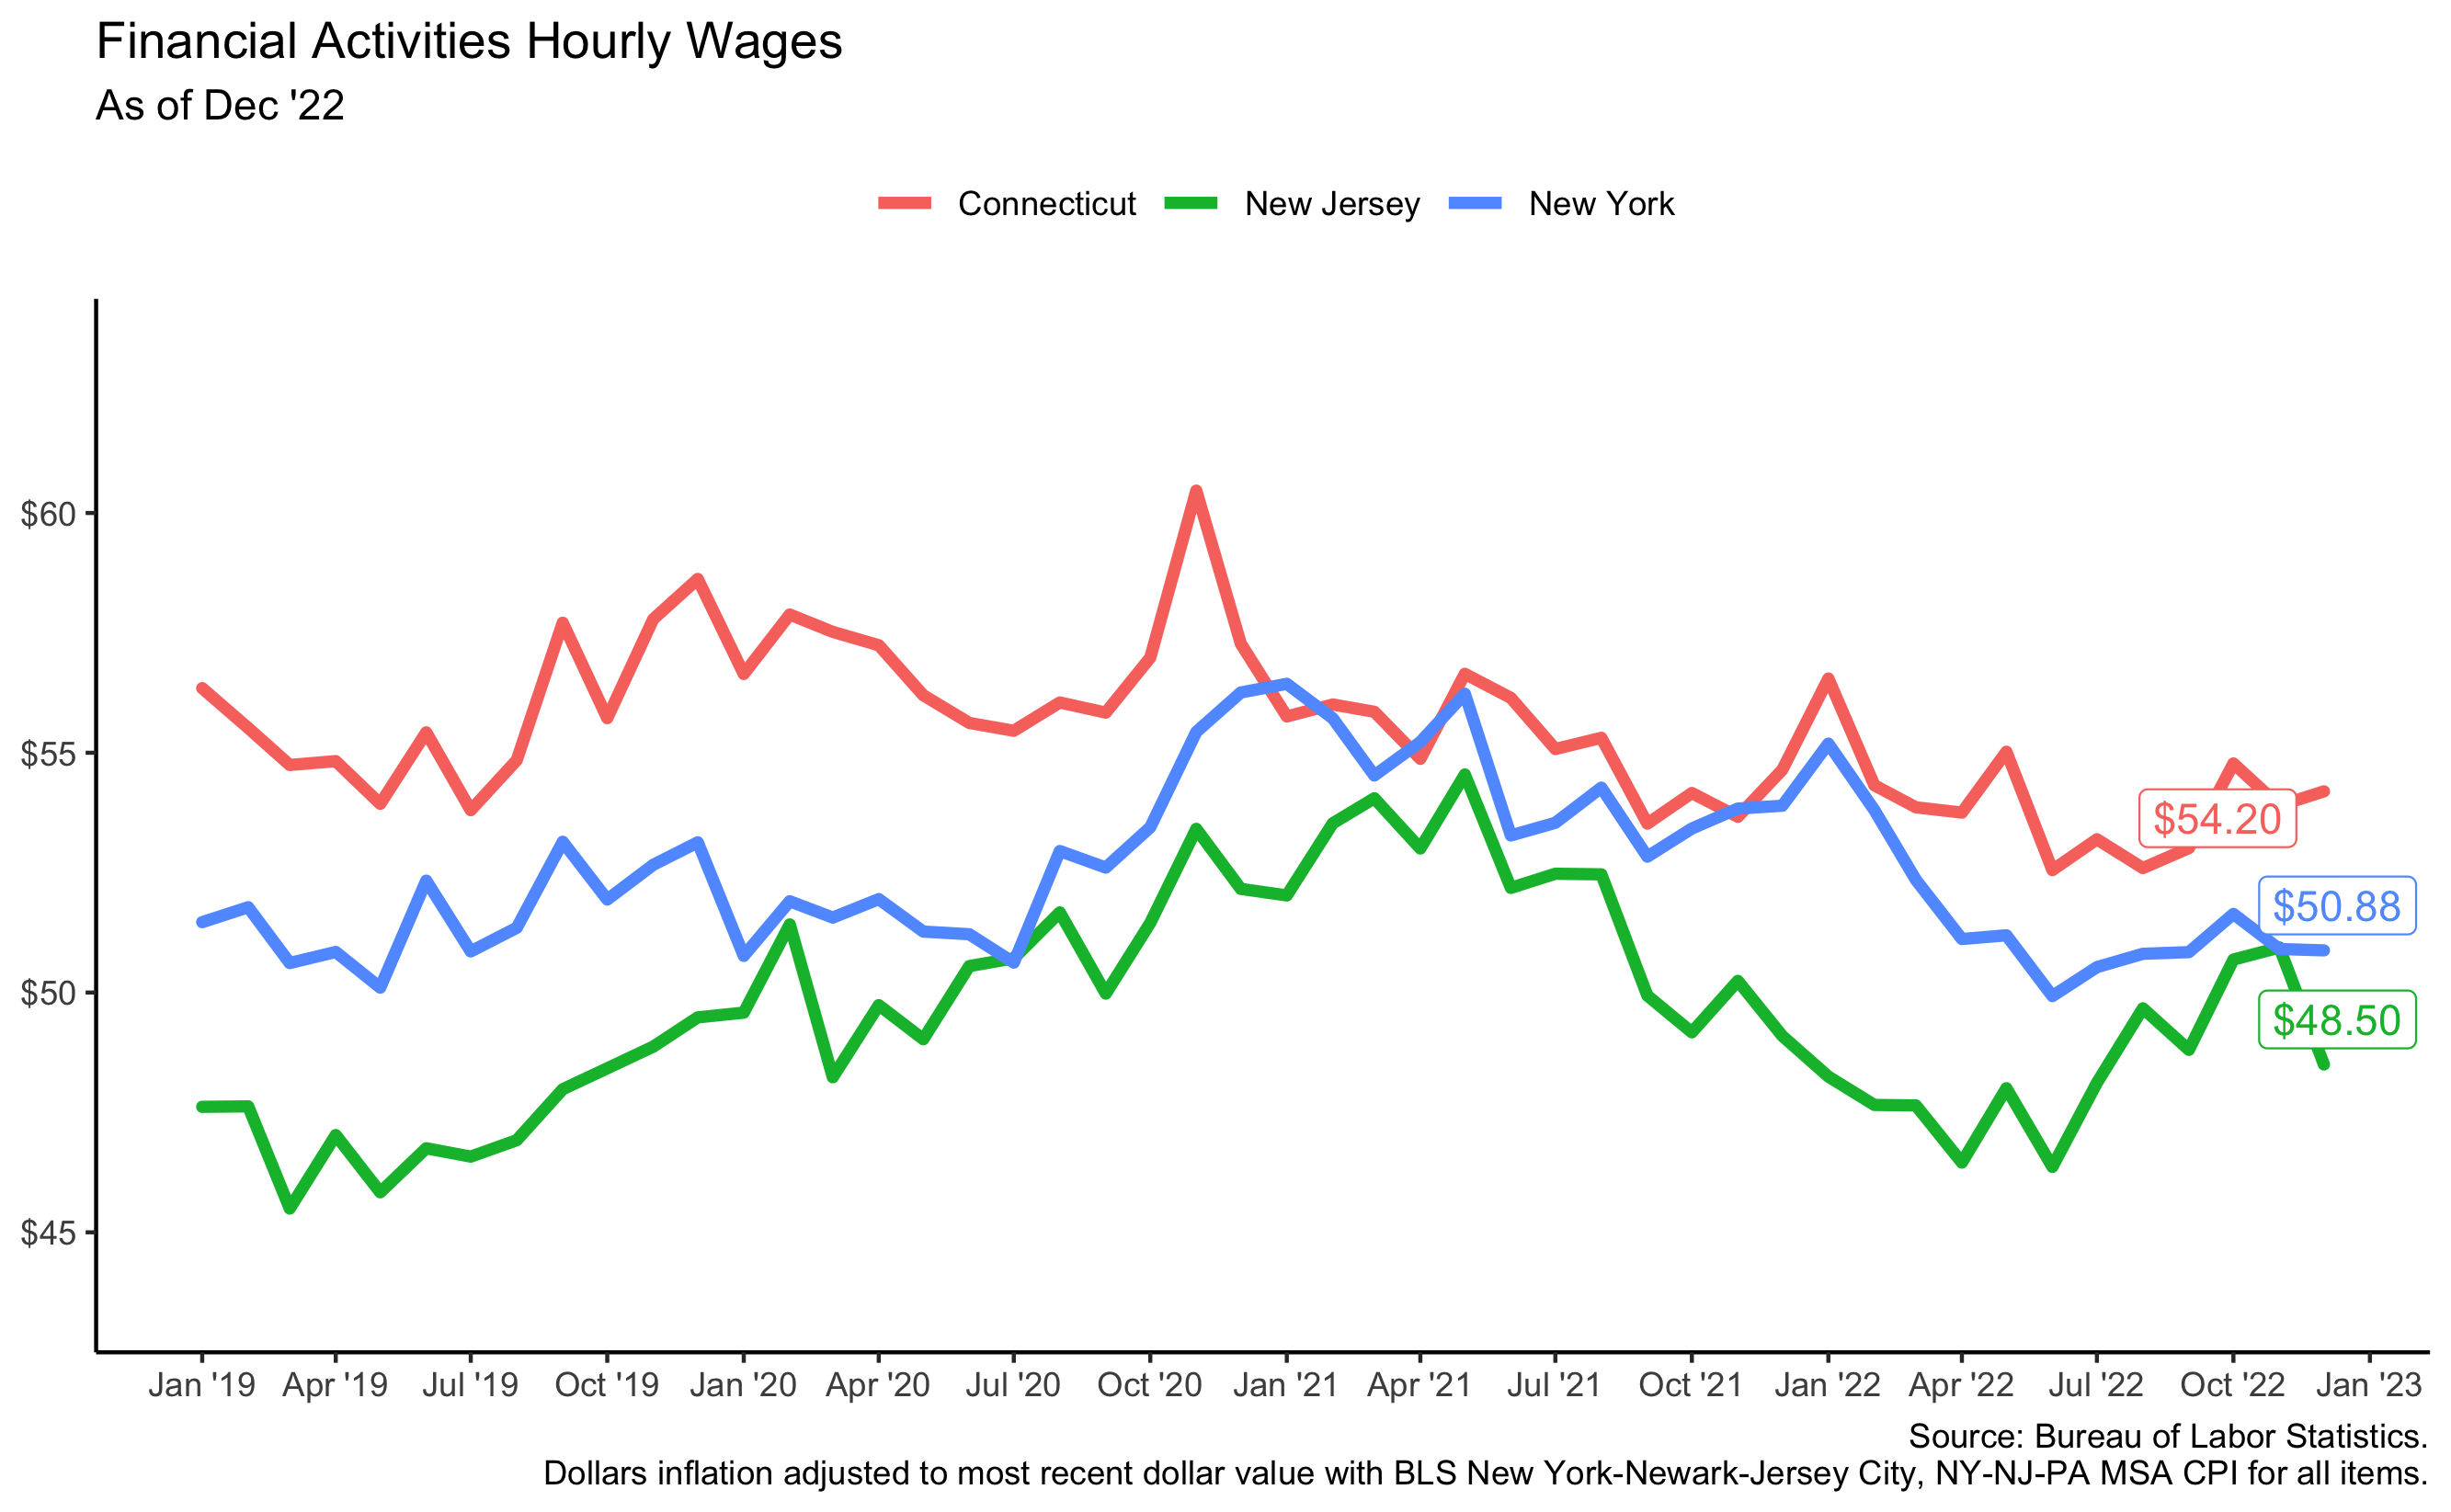 Financial Activities Hourly Wages
As of Dec '22
Connecticut New Jersey New York
$60
$55
$50
$45
$54.20
$50.88
$48.50
Jan '19 Apr '19 Jul '19 Oct '19 Jan '20 Apr '20 Jul '20 Oct '20 Jan '21 Apr '21 Jul '21 Oct '21 Jan '22 Apr '22 Jul '22 Oct '22 Jan '23
Source: Bureau of Labor Statistics.
Dollars inflation adjusted to most recent dollar value with BLS New York-Newark-Jersey City, NY-NJ-PA MSA CPI for all items.